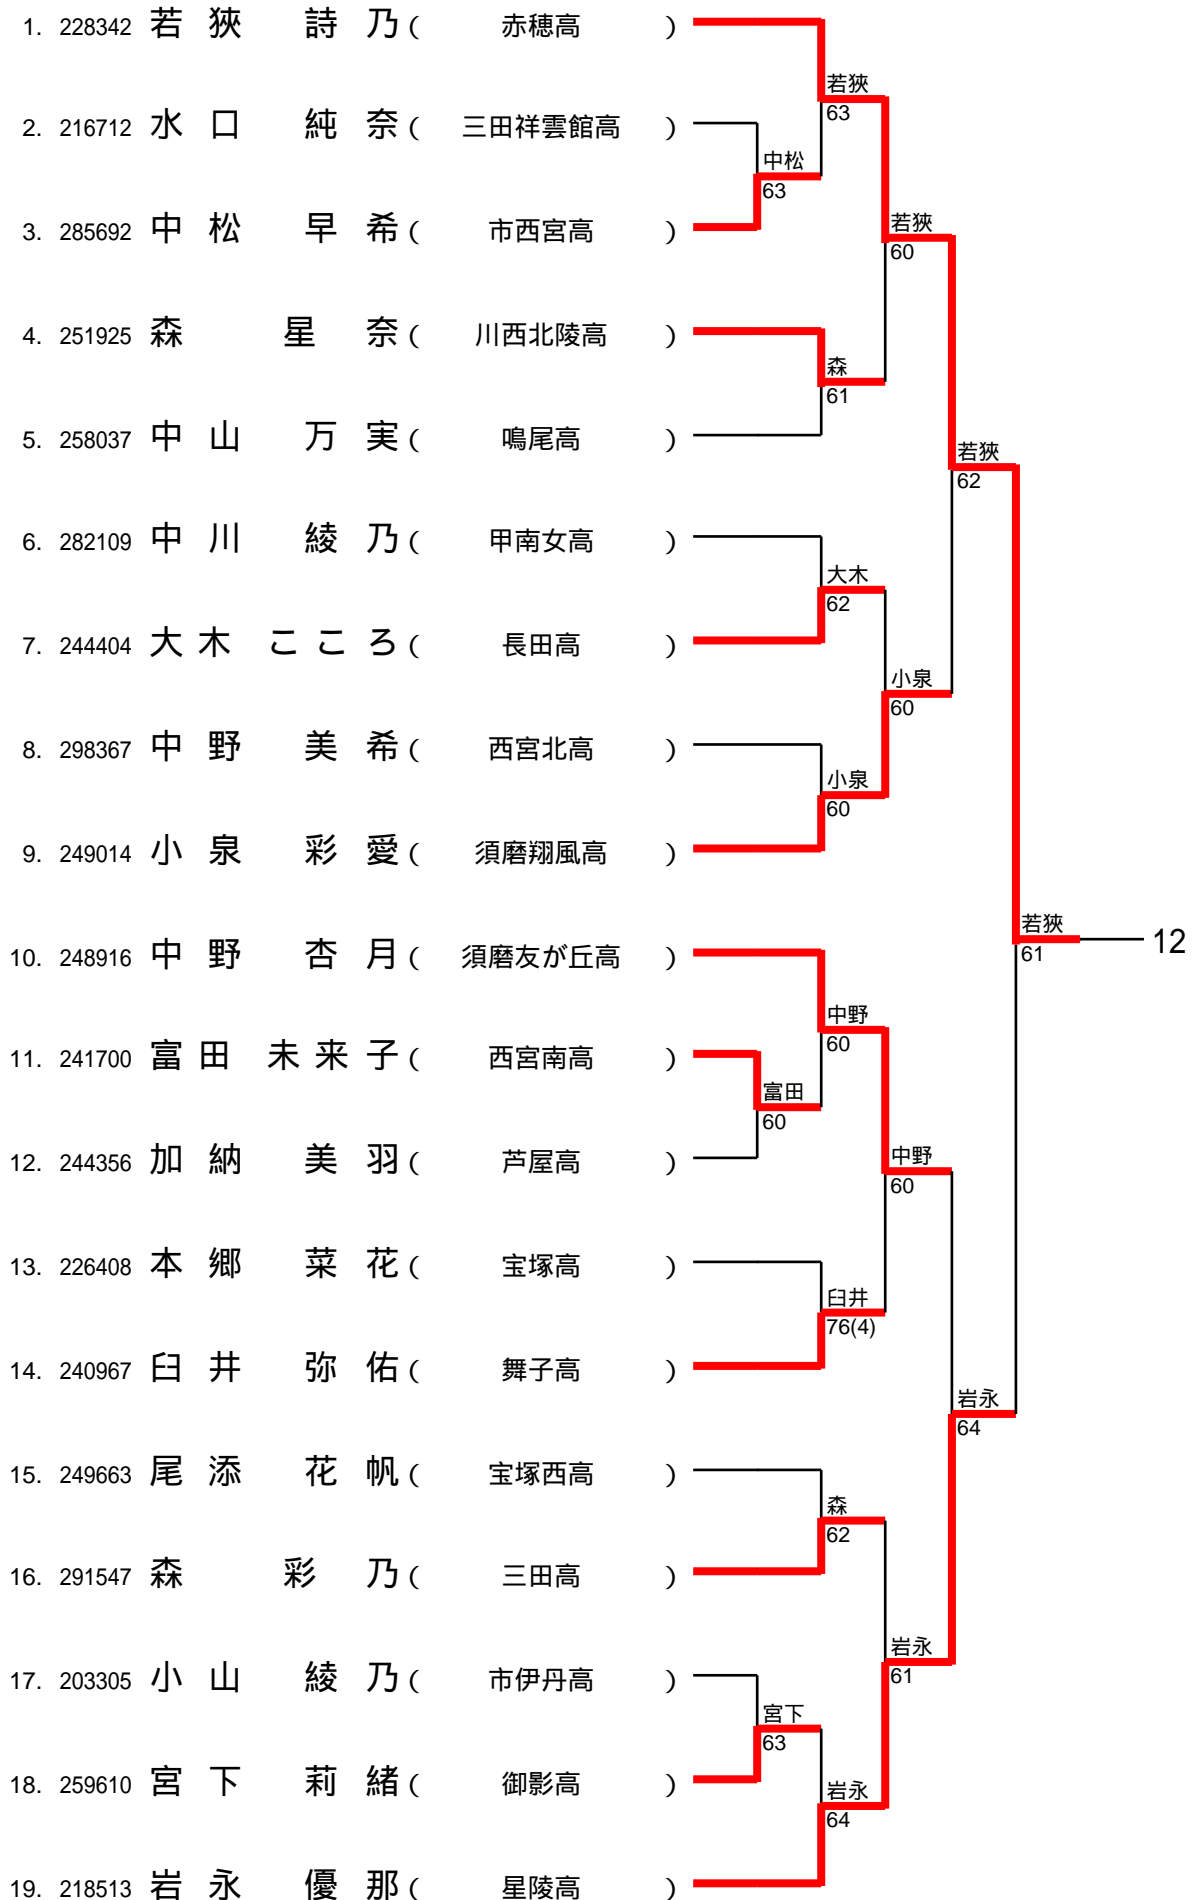 1. 228342 若狹 詩乃 ( 赤穂高 )
若狹
63
2. 216712 水口 純奈 ( 三田祥雲館高 )
中松
63
3. 285692 中松 早希 ( 市西宮高 )
若狹
60
4. 251925 森 星奈 ( 川西北陵高 )
森
61
5. 258037 中山 万実 ( 鳴尾高 )
若狹
62
6. 282109 中川 綾乃 ( 甲南女高 )
大木
62
7. 244404 大木 こころ ( 長田高 )
小泉
60
8. 298367 中野 美希 ( 西宮北高 )
小泉
60
9. 249014 小泉 彩愛 ( 須磨翔風高 )
若狹
61
12
10. 248916 中野 杏月 ( 須磨友が丘高 )
中野
60
11. 241700 富田 未来子 ( 西宮南高 )
富田
60
12. 244356 加納 美羽 ( 芦屋高 )
中野
60
13. 226408 本郷 菜花 ( 宝塚高 )
臼井
76(4)
14. 240967 臼井 弥佑 ( 舞子高 )
岩永
64
15. 249663 尾添 花帆 ( 宝塚西高 )
森
62
16. 291547 森 彩乃 ( 三田高 )
岩永
61
17. 203305 小山 綾乃 ( 市伊丹高 )
宮下
63
18. 259610 宮下 莉緒 ( 御影高 )
岩永
64
19. 218513 岩永 優那 ( 星陵高 )